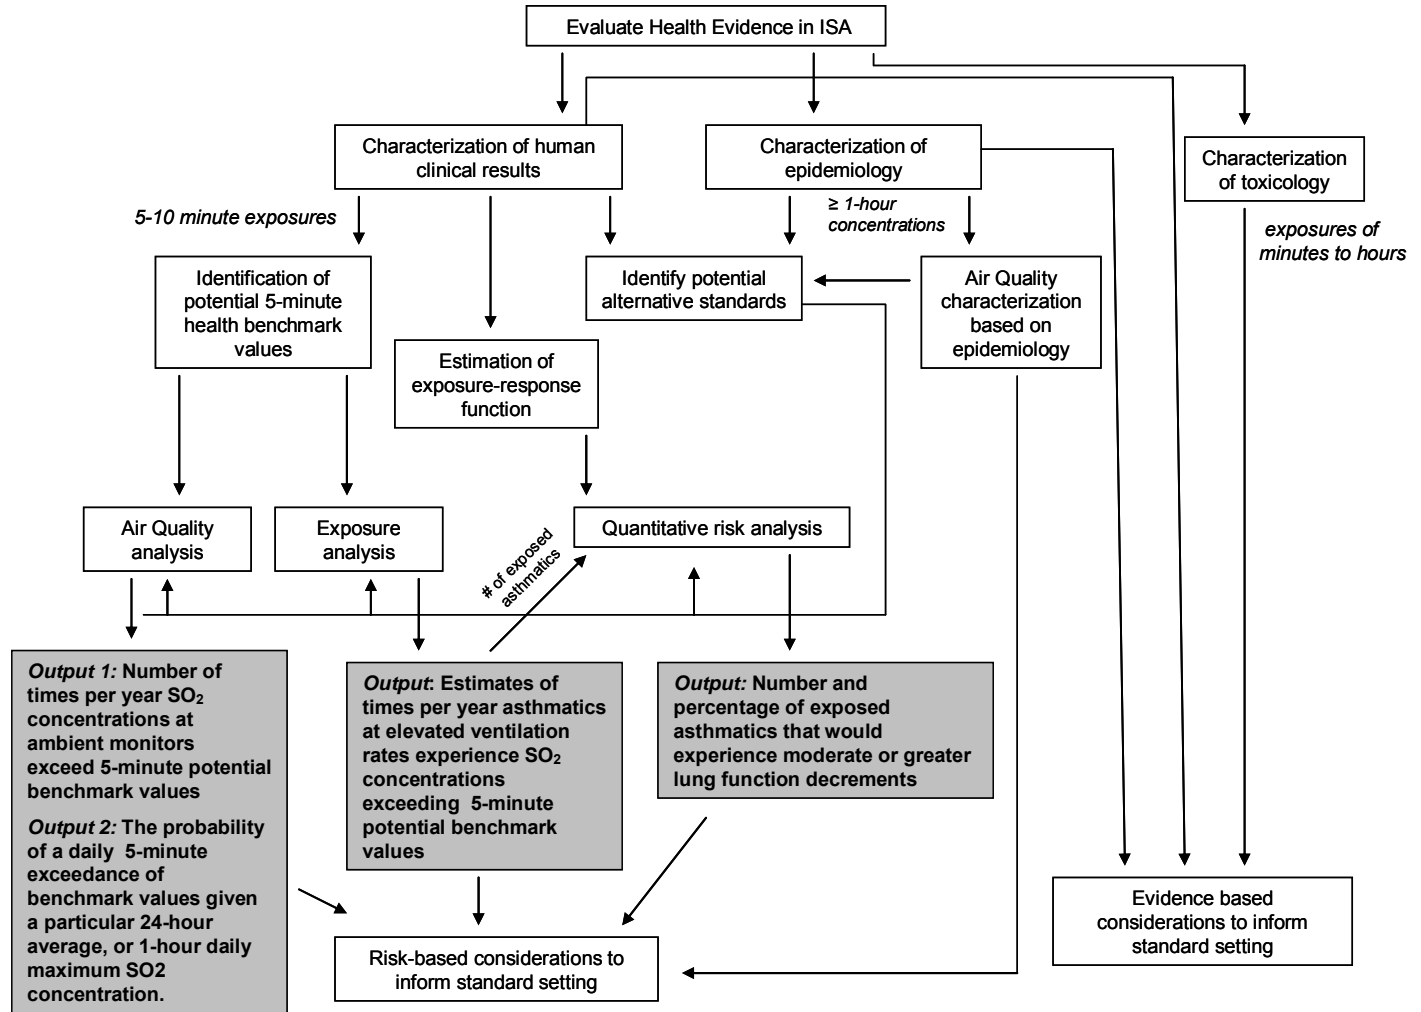 Evaluate Health Evidence in ISA
Characterization of human
clinical results
Characterization of
epidemiology
Characterization
of toxicology
5-10 minute exposures
≥ 1-hour
concentrations
exposures of
minutes to hours
Identification of
potential 5-minute
health benchmark
values
Identify potential
alternative standards
Air Quality
characterization
based on
epidemiology
Estimation of
exposure-response
function
Air Quality
analysis
Exposure
analysis
Quantitative risk analysis
# of exposed
asthmatics
Output 1: Number of
times per year SO₂
concentrations at
ambient monitors
exceed 5-minute potential
benchmark values
Output 2: The probability
of a daily 5-minute
exceedance of
benchmark values given
a particular 24-hour
average, or 1-hour daily
maximum SO2
concentration.
Output: Estimates of
times per year asthmatics
at elevated ventilation
rates experience SO₂
concentrations
exceeding 5-minute
potential benchmark
values
Output: Number and
percentage of exposed
asthmatics that would
experience moderate or greater
lung function decrements
Evidence based
considerations to inform
standard setting
Risk-based considerations to
inform standard setting